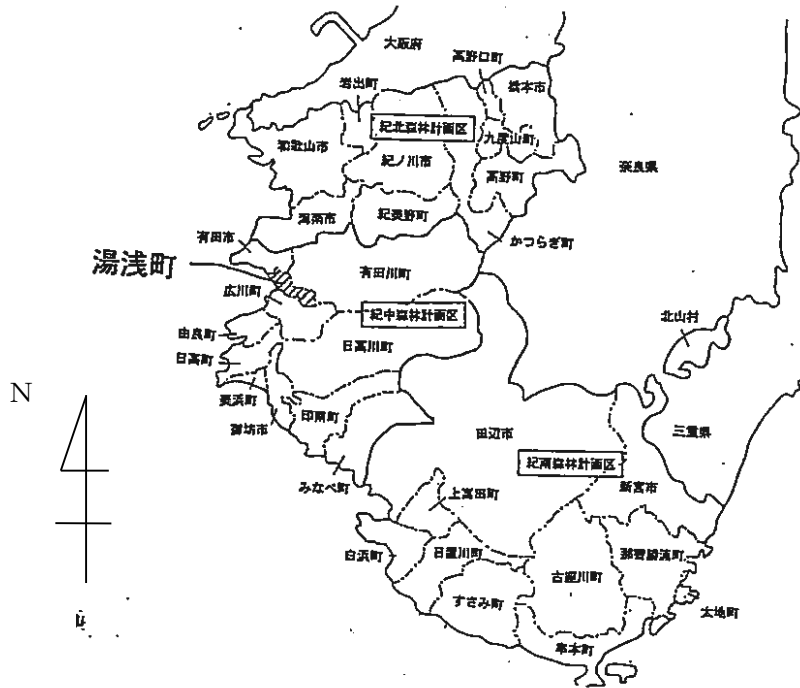 大阪府
高野口町
岩出町
橋本市
紀北森林計画区
和歌山市
九度山町
紀ノ川市
奈良県
高野町
海南市
紀美野町
有田市
かつらぎ町
湯浅町
有田川町
広川町
紀中森林計画区
北山村
由良町
日高川町
日高町
N
美浜町
印南町
御坊市
田辺市
三重県
紀南森林計画区
みなべ町
新宮市
上富田町
白浜町
日置川町
那智勝浦町
古座川町
すさみ町
太地町
串本町